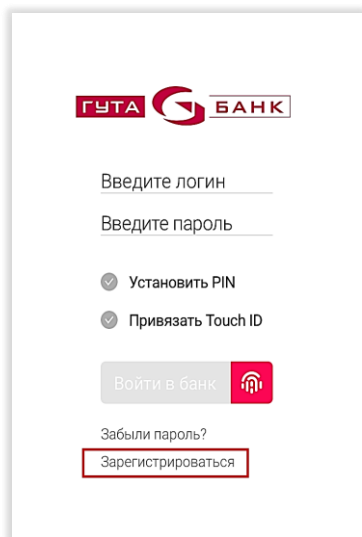 ГУТА БАНК
Введите логин
Введите пароль
Установить PIN
Привязать Touch ID
Войти в банк
Забыли пароль?
Зарегистрироваться